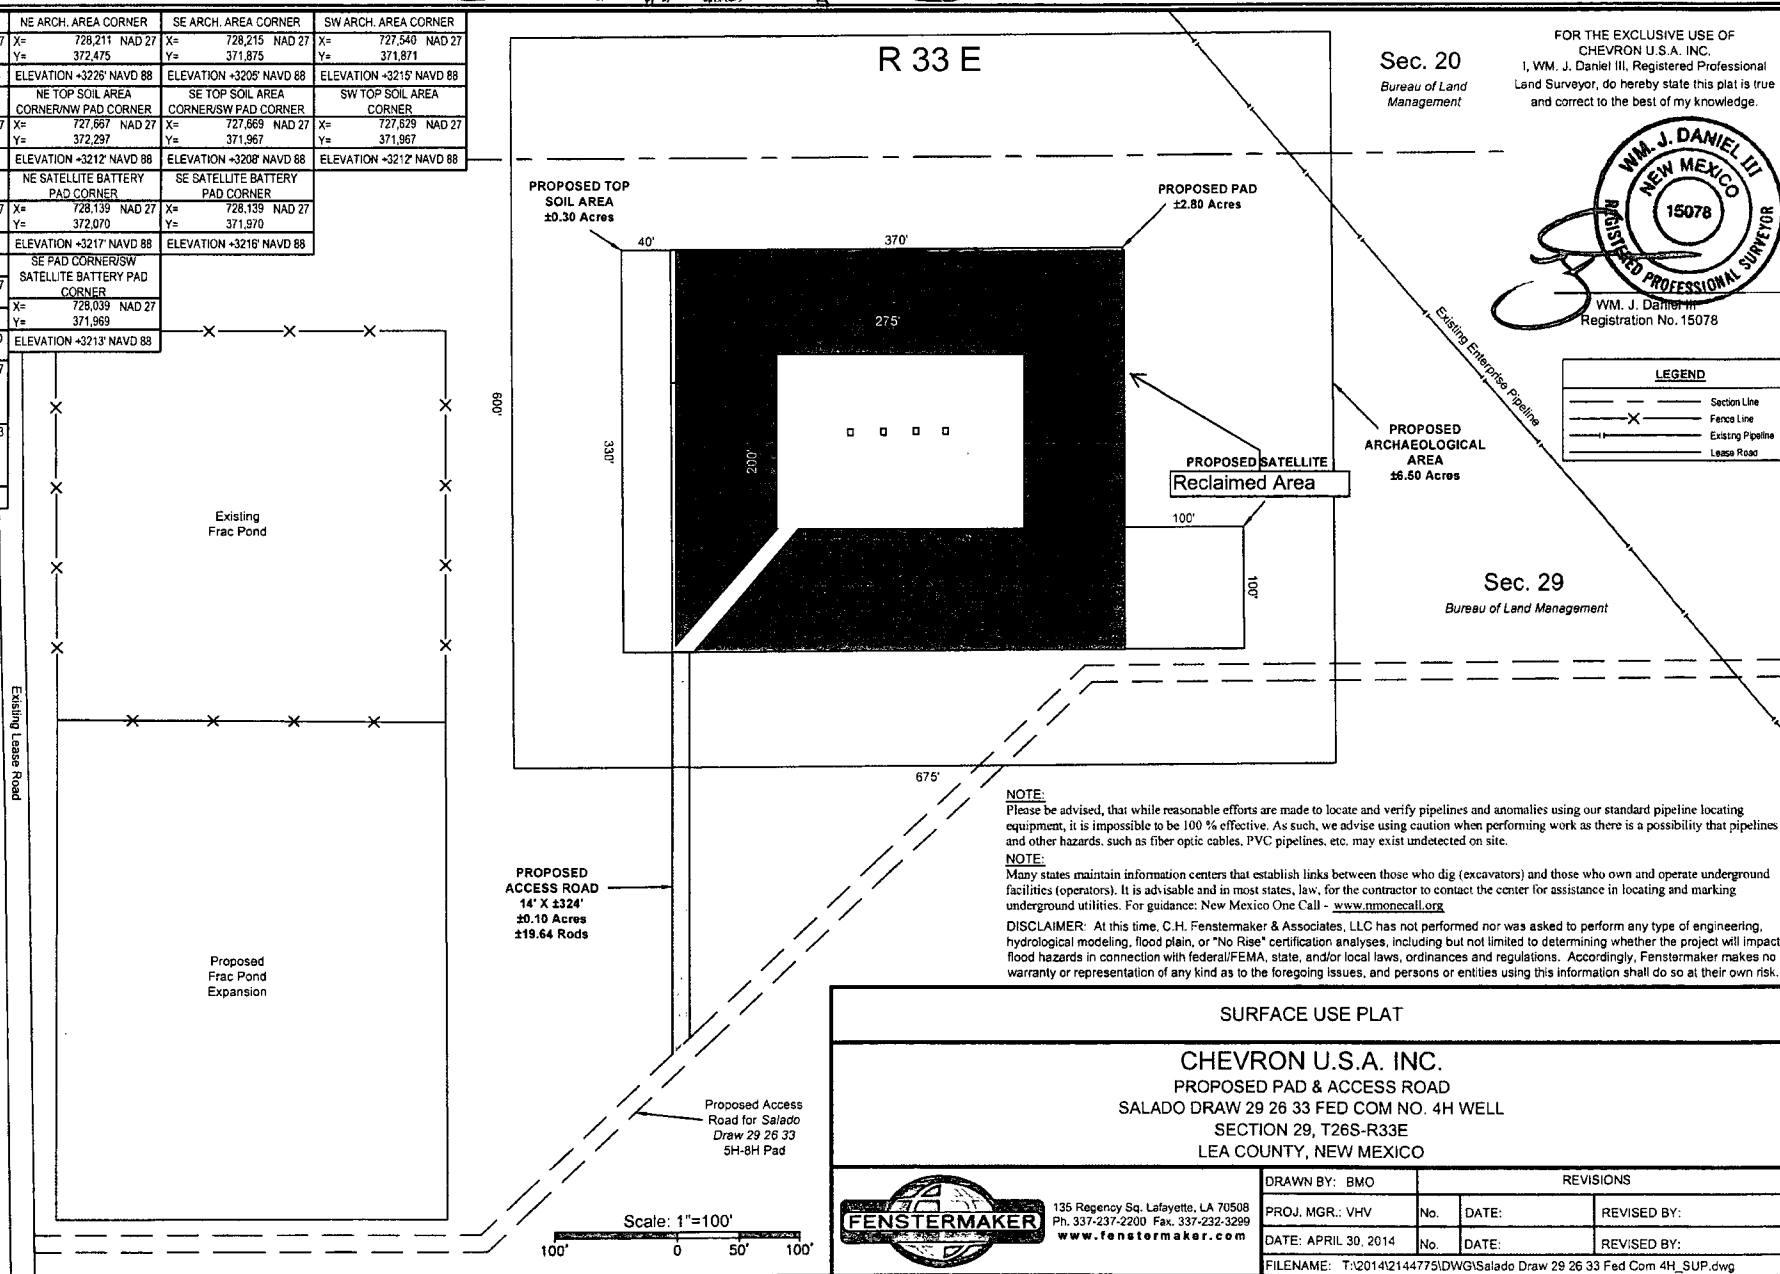 NE ARCH. AREA CORNER
X= 728,211 NAD 27
Y= 372,475
ELEVATION +3226' NAVD 88
SE ARCH. AREA CORNER
X= 728,215 NAD 27
Y= 371,875
ELEVATION +3205' NAVD 88
SW ARCH. AREA CORNER
X= 727,540 NAD 27
Y= 371,871
ELEVATION +3215' NAVD 88
NE TOP SOIL AREA
CORNER/NW PAD CORNER
X= 727,667 NAD 27
Y= 372,297
ELEVATION +3212' NAVD 88
SE TOP SOIL AREA
CORNER/SW PAD CORNER
X= 727,669 NAD 27
Y= 371,967
ELEVATION +3208' NAVD 88
SW TOP SOIL AREA
CORNER
X= 727,629 NAD 27
Y= 371,967
ELEVATION +3212' NAVD 88
NE SATELLITE BATTERY
PAD CORNER
X= 728,139 NAD 27
Y= 372,070
ELEVATION +3217' NAVD 88
SE SATELLITE BATTERY
PAD CORNER
X= 728,139 NAD 27
Y= 371,970
ELEVATION +3216' NAVD 88
SE PAD CORNER/SW
SATELLITE BATTERY PAD
CORNER
X= 728,039 NAD 27
Y= 371,969
ELEVATION +3213' NAVD 88
R 33 E
Sec. 20
Bureau of Land
Management
FOR THE EXCLUSIVE USE OF
CHEVRON U.S.A. INC.
I, WM. J. Daniel III, Registered Professional
Land Surveyor, do hereby state this plat is true
and correct to the best of my knowledge.
WM. J. DANIEL III
NEW MEXICO
15078
REGISTERED PROFESSIONAL SURVEYOR
WM. J. Daniel III
Registration No. 15078
LEGEND
Section Line
Fence Line
Existing Pipeline
Lease Road
PROPOSED TOP
SOIL AREA
±0.30 Acres
PROPOSED PAD
±2.80 Acres
40'
370'
275'
600'
330'
200'
Existing Enterprise Pipeline
PROPOSED
ARCHAEOLOGICAL
AREA
±6.50 Acres
PROPOSED SATELLITE
Reclaimed Area
100'
100'
Sec. 29
Bureau of Land Management
Existing
Frac Pond
Existing Lease Road
675'
PROPOSED
ACCESS ROAD
14' X ±324'
±0.10 Acres
±19.64 Rods
Proposed
Frac Pond
Expansion
Proposed Access
Road for Salado
Draw 29 26 33
5H-8H Pad
NOTE:
Please be advised, that while reasonable efforts are made to locate and verify pipelines and anomalies using our standard pipeline locating
equipment, it is impossible to be 100 % effective. As such, we advise using caution when performing work as there is a possibility that pipelines
and other hazards, such as fiber optic cables, PVC pipelines, etc. may exist undetected on site.
NOTE:
Many states maintain information centers that establish links between those who dig (excavators) and those who own and operate underground
facilities (operators). It is advisable and in most states, law, for the contractor to contact the center for assistance in locating and marking
underground utilities. For guidance: New Mexico One Call - www.nmonecall.org
DISCLAIMER: At this time, C.H. Fenstermaker & Associates, LLC has not performed nor was asked to perform any type of engineering,
hydrological modeling, flood plain, or "No Rise" certification analyses, including but not limited to determining whether the project will impact
flood hazards in connection with federal/FEMA, state, and/or local laws, ordinances and regulations. Accordingly, Fenstermaker makes no
warranty or representation of any kind as to the foregoing issues, and persons or entities using this information shall do so at their own risk.
SURFACE USE PLAT
CHEVRON U.S.A. INC.
PROPOSED PAD & ACCESS ROAD
SALADO DRAW 29 26 33 FED COM NO. 4H WELL
SECTION 29, T26S-R33E
LEA COUNTY, NEW MEXICO
Scale: 1"=100'
100' 0 50' 100'
FENSTERMAKER
135 Regency Sq. Lafayette, LA 70508
Ph. 337-237-2200 Fax. 337-232-3299
www.fenstermaker.com
DRAWN BY: BMO
REVISIONS
PROJ. MGR.: VHV
No. DATE: REVISED BY:
DATE: APRIL 30, 2014
No. DATE: REVISED BY:
FILENAME: T:\2014\2144775\DWG\Salado Draw 29 26 33 Fed Com 4H_SUP.dwg